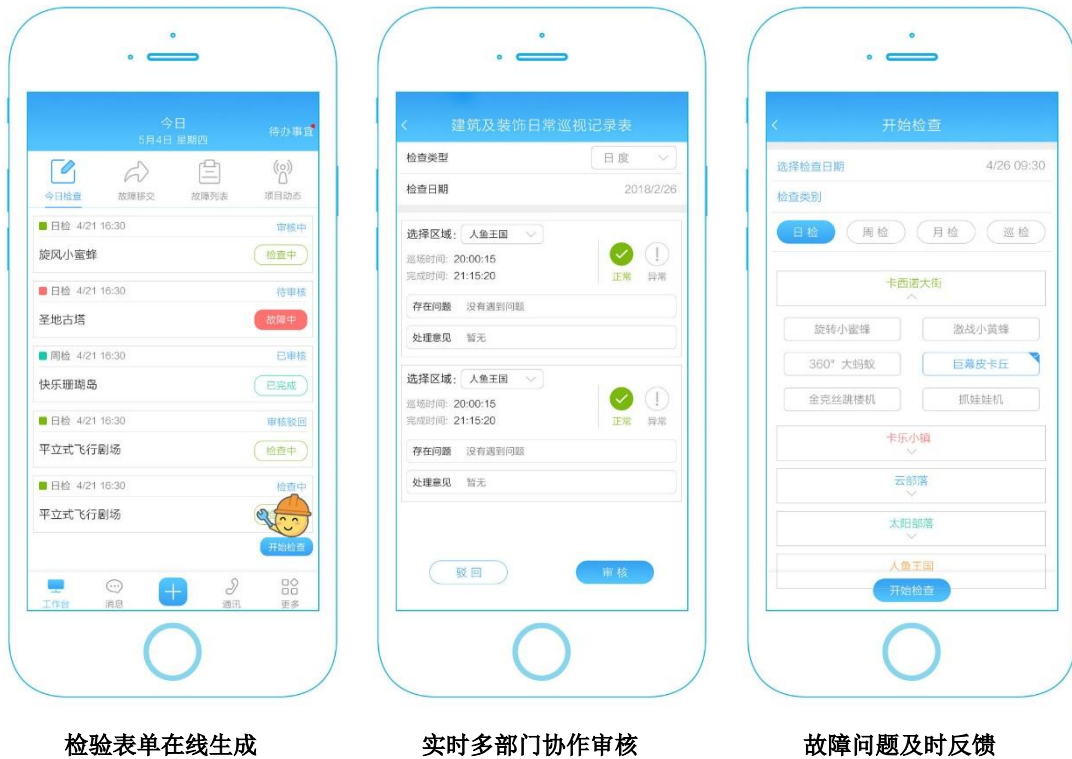 今日
5月4日 星期四
待办事宜
今日检查
故障移交
故障列表
项目动态
日检 4/21 16:30
审核中
旋风小蜜蜂
检查中
日检 4/21 16:30
待审核
圣地古塔
故障中
周检 4/21 16:30
已审核
快乐珊瑚岛
已完成
日检 4/21 16:30
审核驳回
平立式飞行剧场
检查中
日检 4/21 16:30
检查中
平立式飞行剧场
开始检查
工作台
消息
通讯
更多
检验表单在线生成
建筑及装饰日常巡视记录表
检查类型
日度
检查日期
2018/2/26
选择区域：
人鱼王国
巡场时间: 20:00:15
完成时间: 21:15:20
正常
异常
存在问题 没有遇到问题
处理意见 暂无
选择区域：
人鱼王国
巡场时间: 20:00:15
完成时间: 21:15:20
正常
异常
存在问题 没有遇到问题
处理意见 暂无
驳回
审核
实时多部门协作审核
开始检查
选择检查日期
4/26 09:30
检查类别
日检
周检
月检
巡检
卡西诺大街
旋转小蜜蜂
激战小黄蜂
360° 大蚂蚁
巨幕皮卡丘
金克丝跳楼机
抓娃娃机
卡乐小镇
云部落
太阳部落
人鱼王国
开始检查
故障问题及时反馈